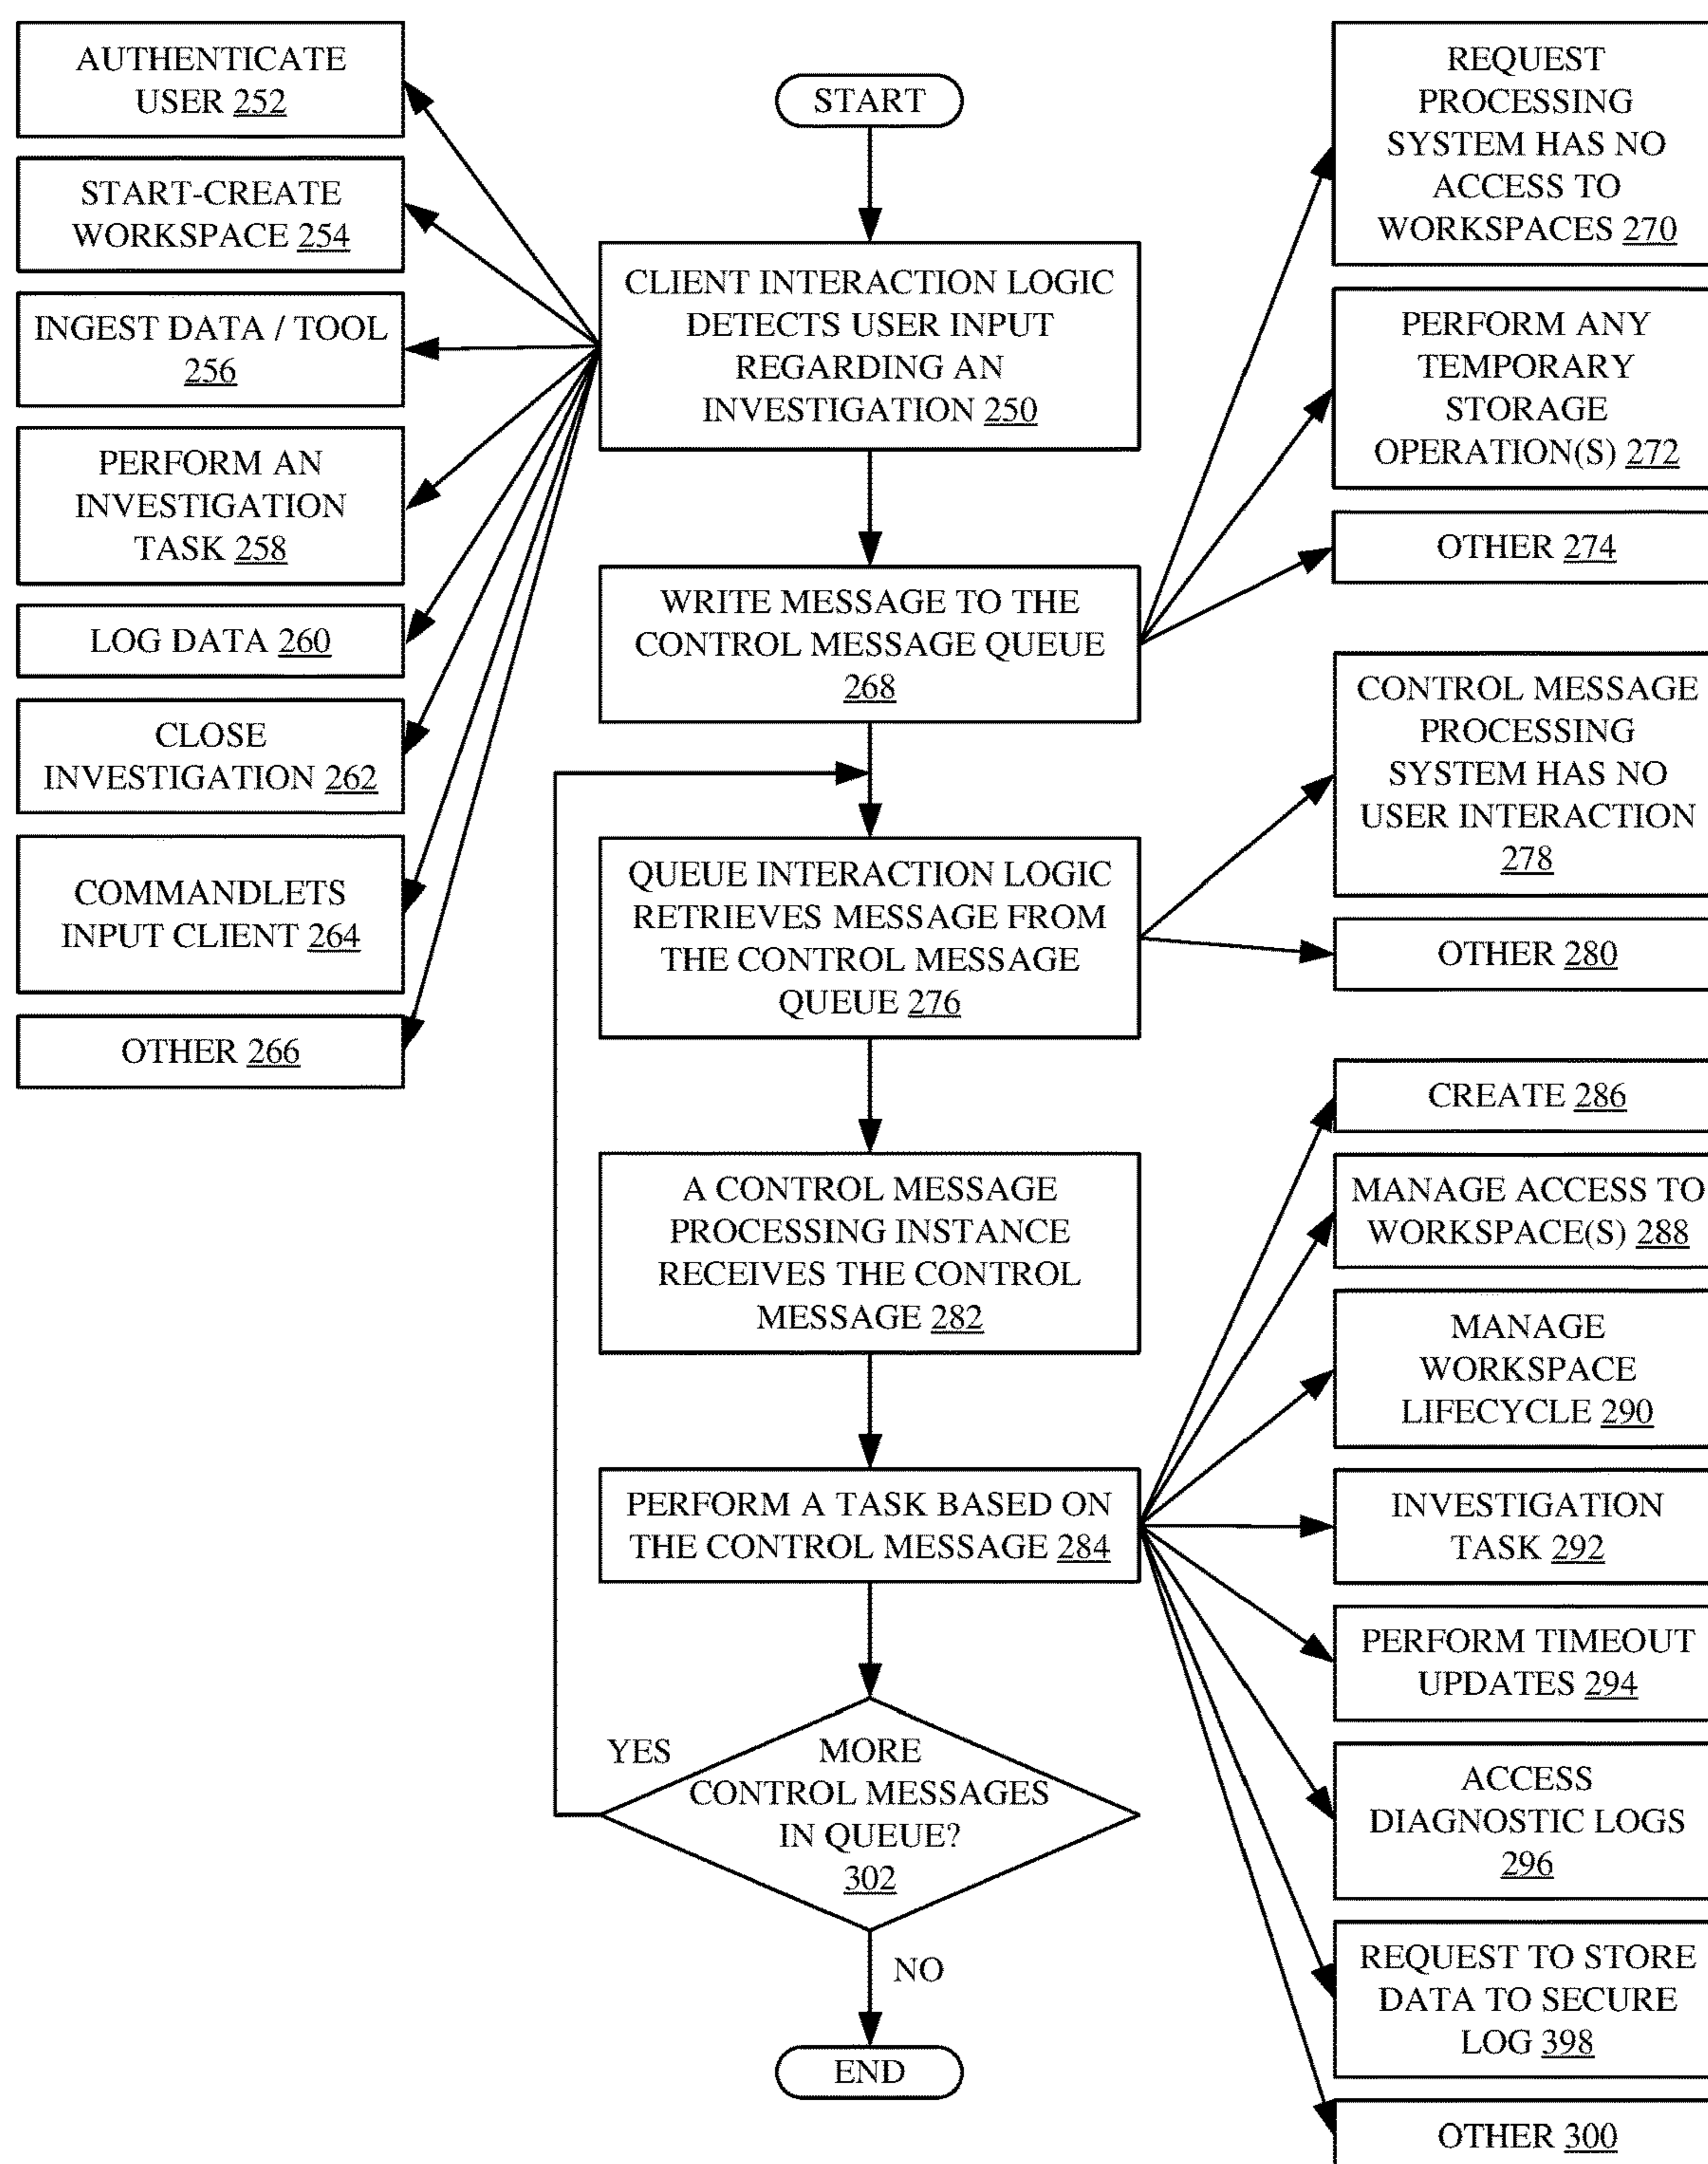 AUTHENTICATE
USER 252
START-CREATE
WORKSPACE 254
INGEST DATA / TOOL
256
PERFORM AN
INVESTIGATION
TASK 258
LOG DATA 260
CLOSE
INVESTIGATION 262
COMMANDLETS
INPUT CLIENT 264
OTHER 266
START
CLIENT INTERACTION LOGIC
DETECTS USER INPUT
REGARDING AN
INVESTIGATION 250
WRITE MESSAGE TO THE
CONTROL MESSAGE QUEUE
268
QUEUE INTERACTION LOGIC
RETRIEVES MESSAGE FROM
THE CONTROL MESSAGE
QUEUE 276
A CONTROL MESSAGE
PROCESSING INSTANCE
RECEIVES THE CONTROL
MESSAGE 282
PERFORM A TASK BASED ON
THE CONTROL MESSAGE 284
YES
MORE
CONTROL MESSAGES
IN QUEUE?
302
NO
END
REQUEST
PROCESSING
SYSTEM HAS NO
ACCESS TO
WORKSPACES 270
PERFORM ANY
TEMPORARY
STORAGE
OPERATION(S) 272
OTHER 274
CONTROL MESSAGE
PROCESSING
SYSTEM HAS NO
USER INTERACTION
278
OTHER 280
CREATE 286
MANAGE ACCESS TO
WORKSPACE(S) 288
MANAGE
WORKSPACE
LIFECYCLE 290
INVESTIGATION
TASK 292
PERFORM TIMEOUT
UPDATES 294
ACCESS
DIAGNOSTIC LOGS
296
REQUEST TO STORE
DATA TO SECURE
LOG 398
OTHER 300